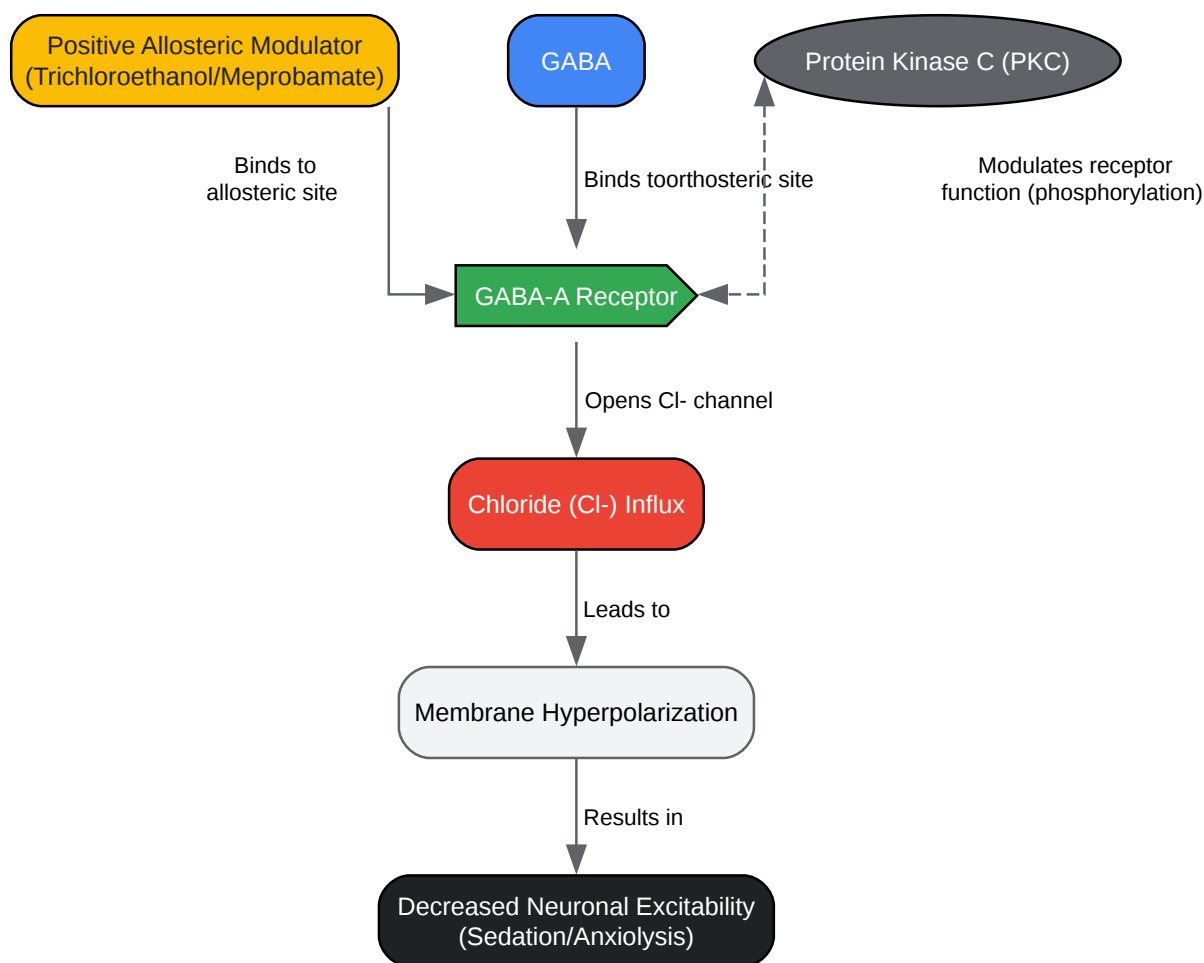 Positive Allosteric Modulator
(Trichloroethanol/Meprobamate)
GABA
Protein Kinase C (PKC)
Binds to
allosteric site
Binds toorthosteric site
Modulates receptor
function (phosphorylation)
GABA-A Receptor
Opens Cl- channel
Chloride (Cl-) Influx
Leads to
Membrane Hyperpolarization
Results in
Decreased Neuronal Excitability
(Sedation/Anxiolysis)